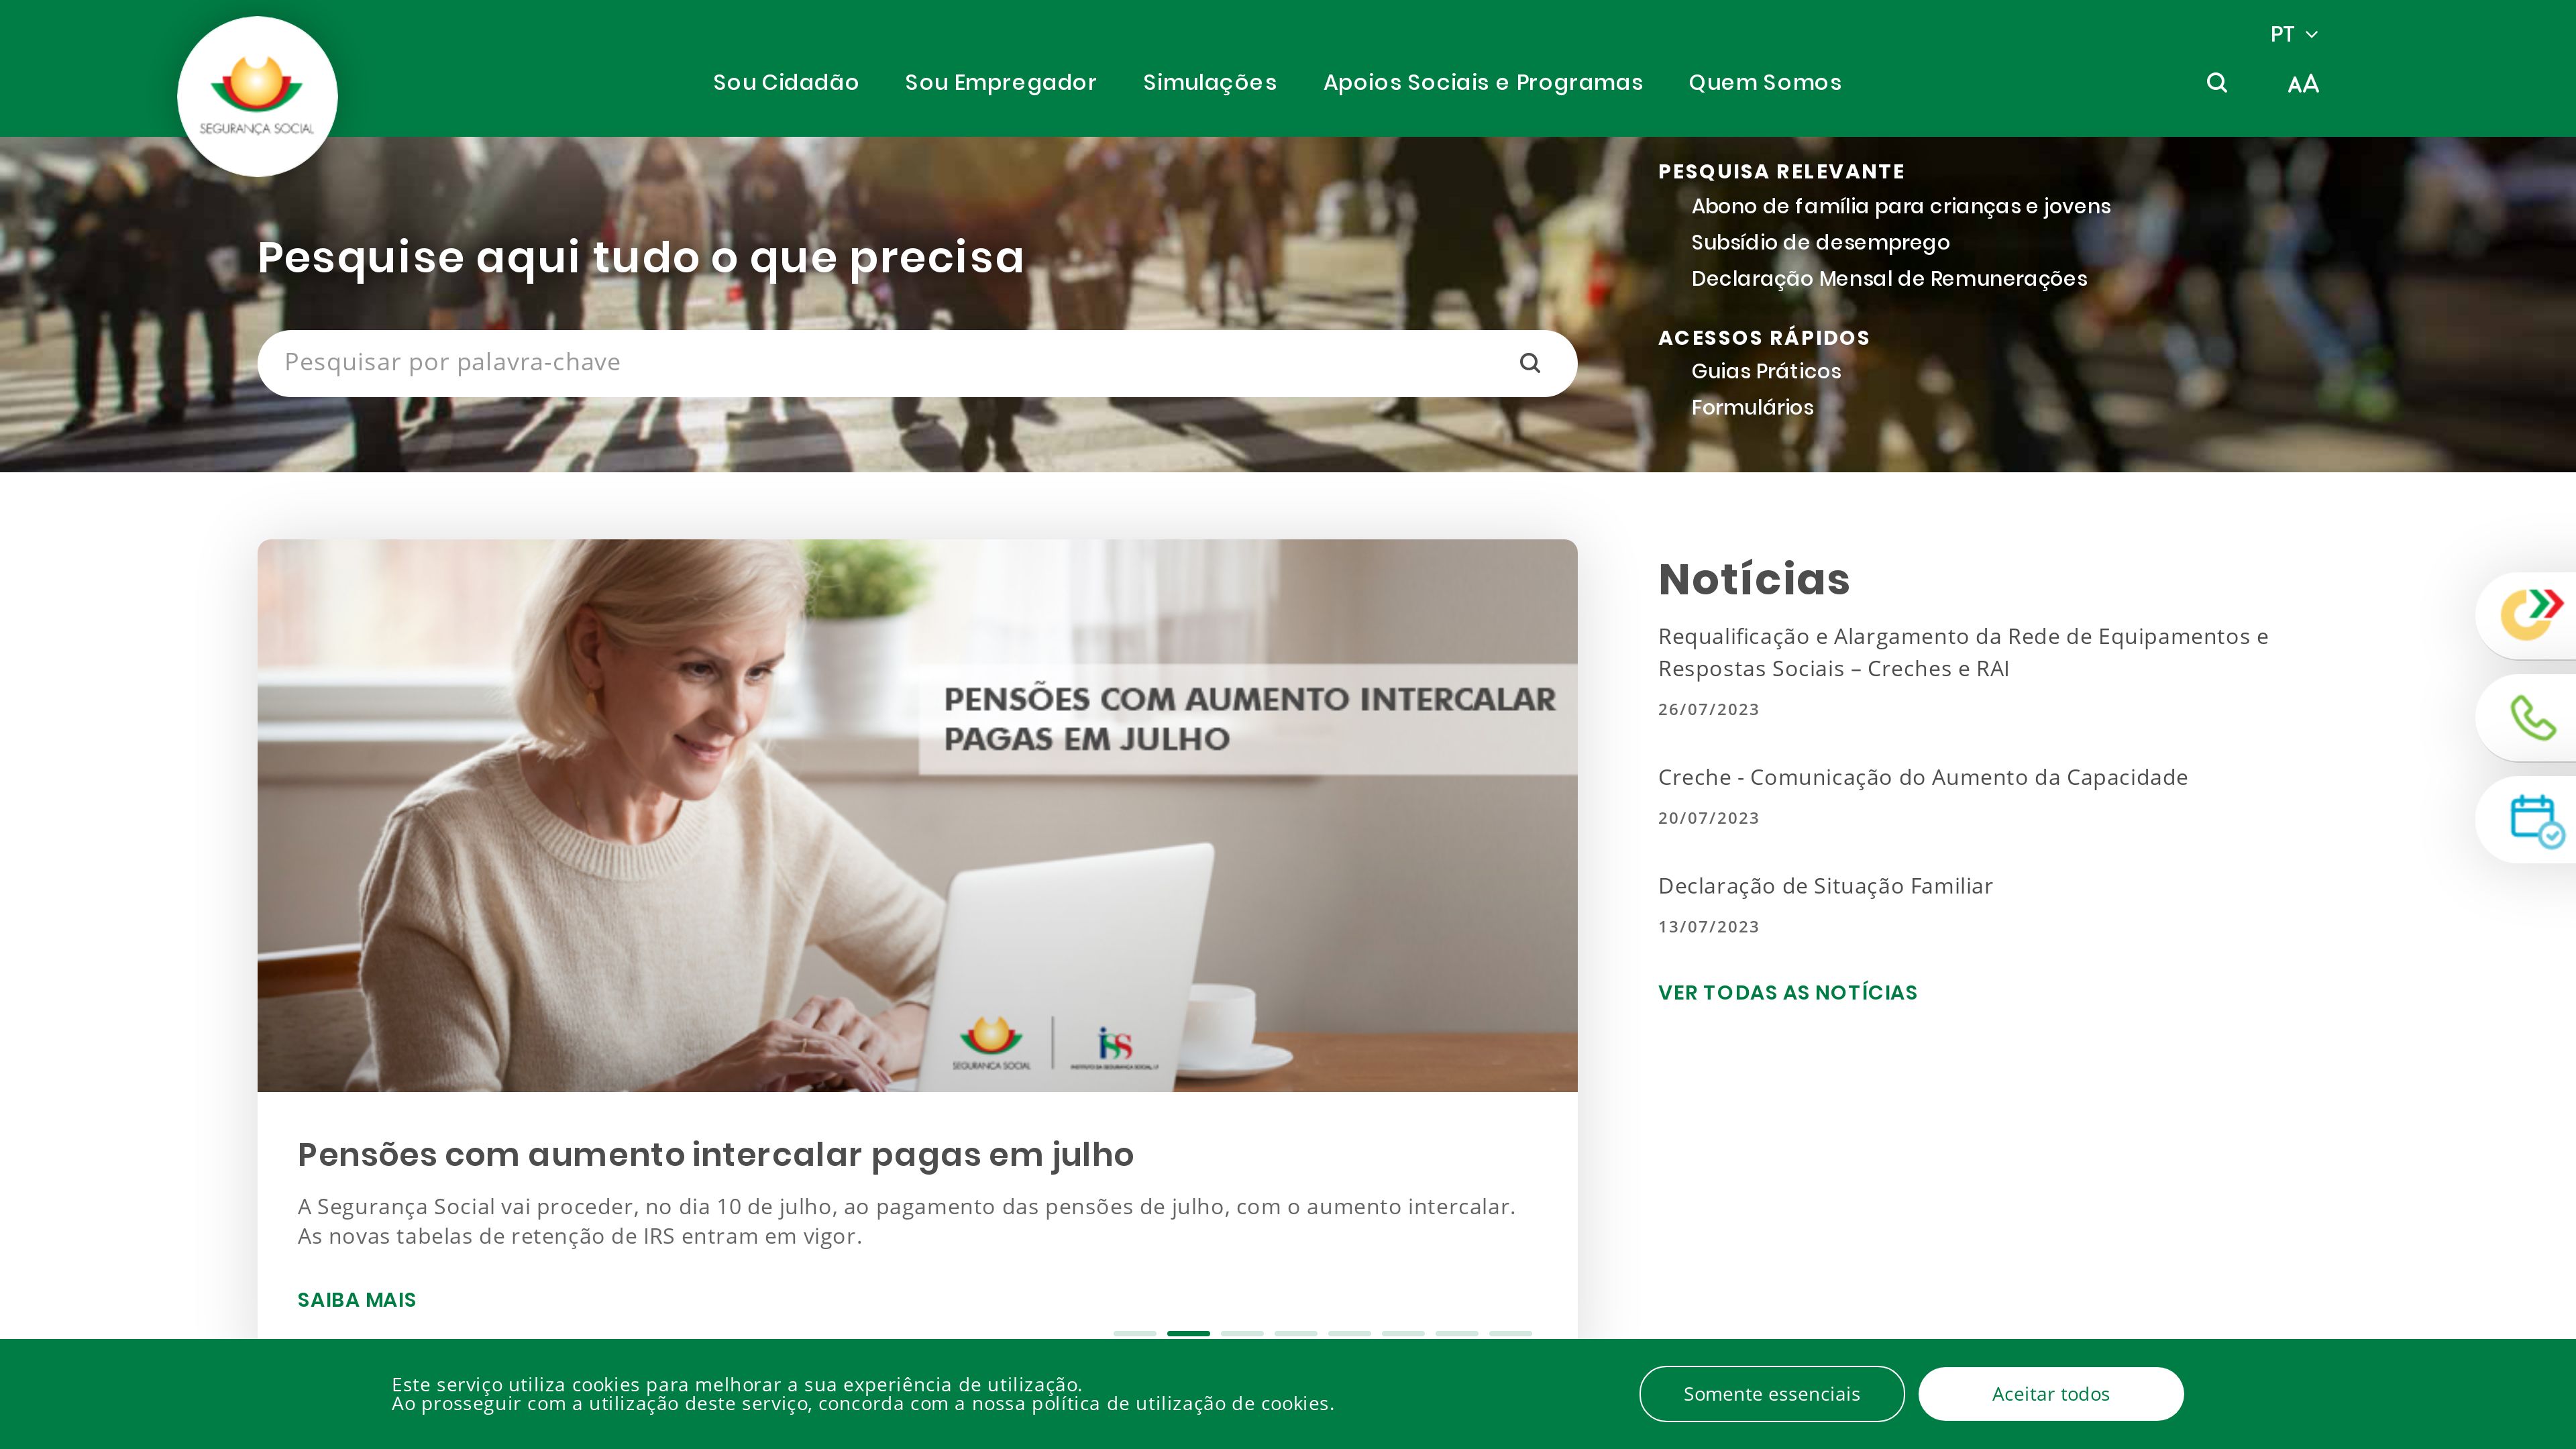 PT
SEGURANÇA SOCIAL
Sou Cidadão
Sou Empregador
Simulações
Apoios Sociais e Programas
Quem Somos
AA
Pesquise aqui tudo o que precisa
Pesquisar por palavra-chave
PESQUISA RELEVANTE
Abono de família para crianças e jovens
Subsídio de desemprego
Declaração Mensal de Remunerações
ACESSOS RÁPIDOS
Guias Práticos
Formulários
PENSÕES COM AUMENTO INTERCALAR
PAGAS EM JULHO
SEGURANÇA SOCIAL
iss
INSTITUTO DA SEGURANÇA SOCIAL, I.P.
Pensões com aumento intercalar pagas em julho
A Segurança Social vai proceder, no dia 10 de julho, ao pagamento das pensões de julho, com o aumento intercalar.
As novas tabelas de retenção de IRS entram em vigor.
SAIBA MAIS
Notícias
Requalificação e Alargamento da Rede de Equipamentos e
Respostas Sociais – Creches e RAI
26/07/2023
Creche - Comunicação do Aumento da Capacidade
20/07/2023
Declaração de Situação Familiar
13/07/2023
VER TODAS AS NOTÍCIAS
Este serviço utiliza cookies para melhorar a sua experiência de utilização.
Ao prosseguir com a utilização deste serviço, concorda com a nossa política de utilização de cookies.
Somente essenciais
Aceitar todos